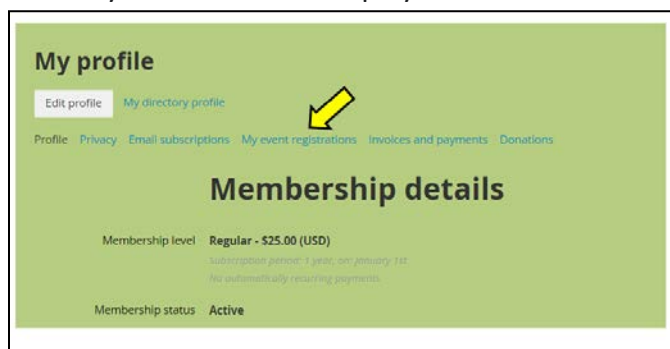 My profile
Edit profile My directory profile
Profile Privacy Email subscriptions My event registrations Invoices and payments Donations
Membership details
Membership level Regular - $25.00 (USD)
Subscription period: 1 year, on: January 1st
No automatically recurring payments
Membership status Active